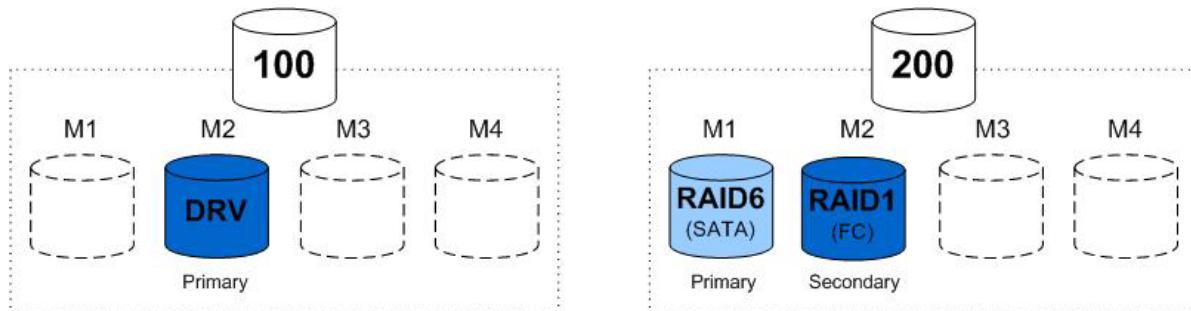 100
200
M1 M2 M3 M4
M1 M2 M3 M4
DRV
RAID6
(SATA)
RAID1
(FC)
Primary
Primary
Secondary